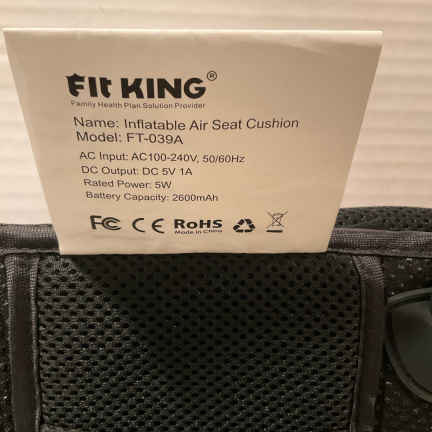 FIt KING®
Family Health Plan Solution Provider
Name: Inflatable Air Seat Cushion
Model: FT-039A
AC Input: AC100-240V, 50/60Hz
DC Output: DC 5V 1A
Rated Power: 5W
Battery Capacity: 2600mAh
FC CE RoHS
Made in China